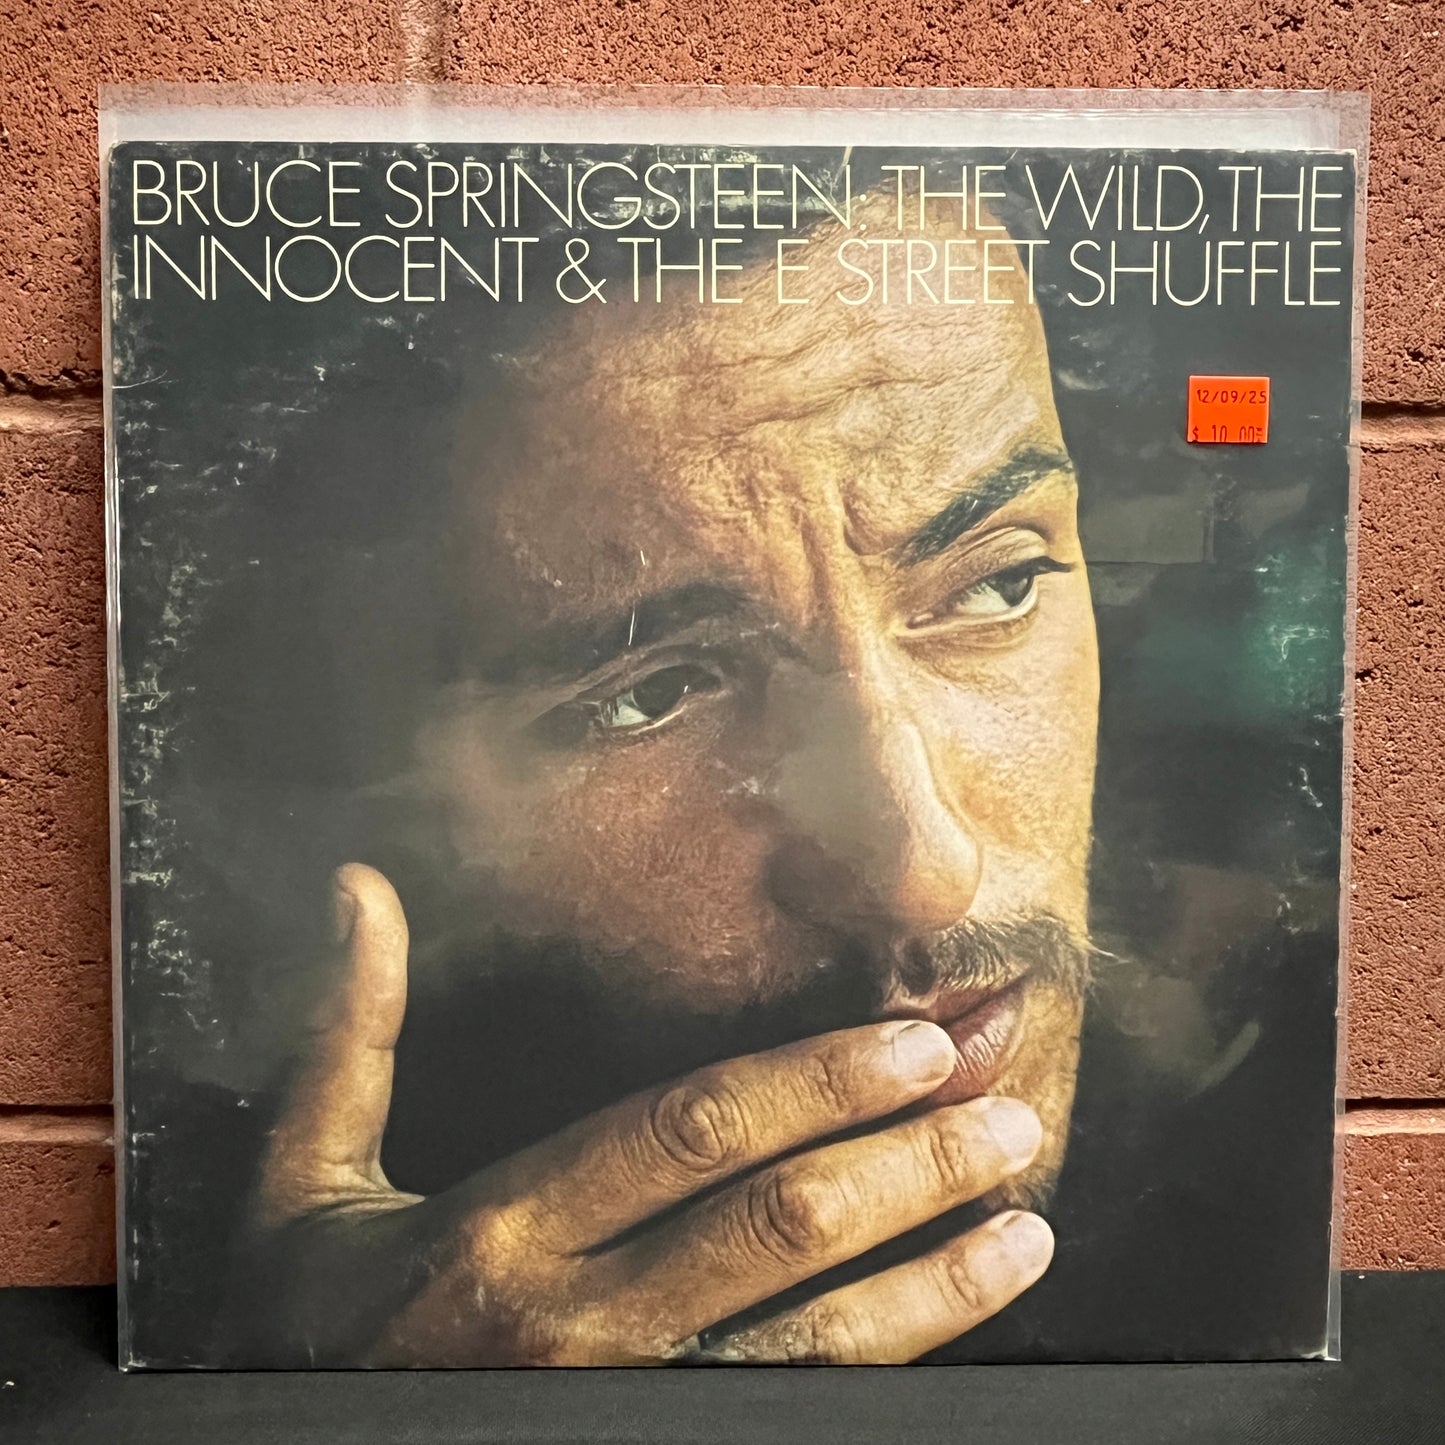 BRUCE SPRINGSTEEN: THE WILD, THE
INNOCENT & THE E STREET SHUFFLE
12/09/25
$ 10.00